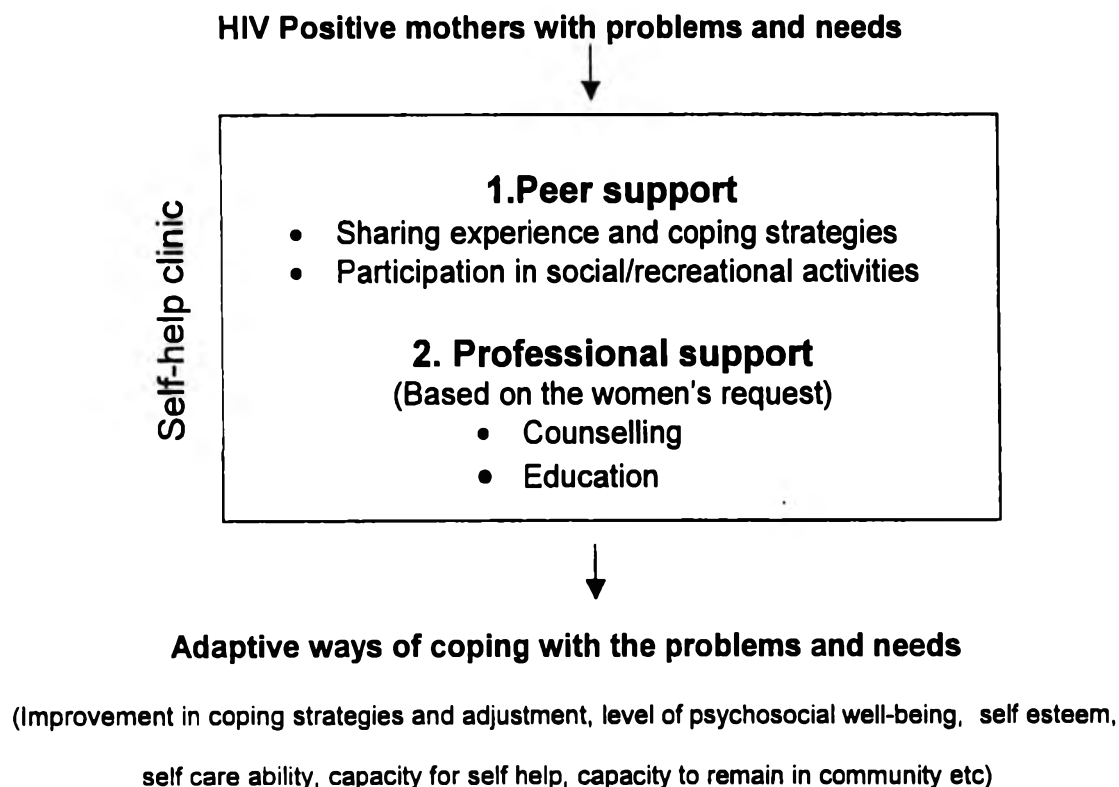 HIV Positive mothers with problems and needs
Self-help clinic
1.Peer support
• Sharing experience and coping strategies
• Participation in social/recreational activities
2. Professional support
(Based on the women's request)
• Counselling
• Education
Adaptive ways of coping with the problems and needs
(Improvement in coping strategies and adjustment, level of psychosocial well-being, self esteem,
self care ability, capacity for self help, capacity to remain in community etc)